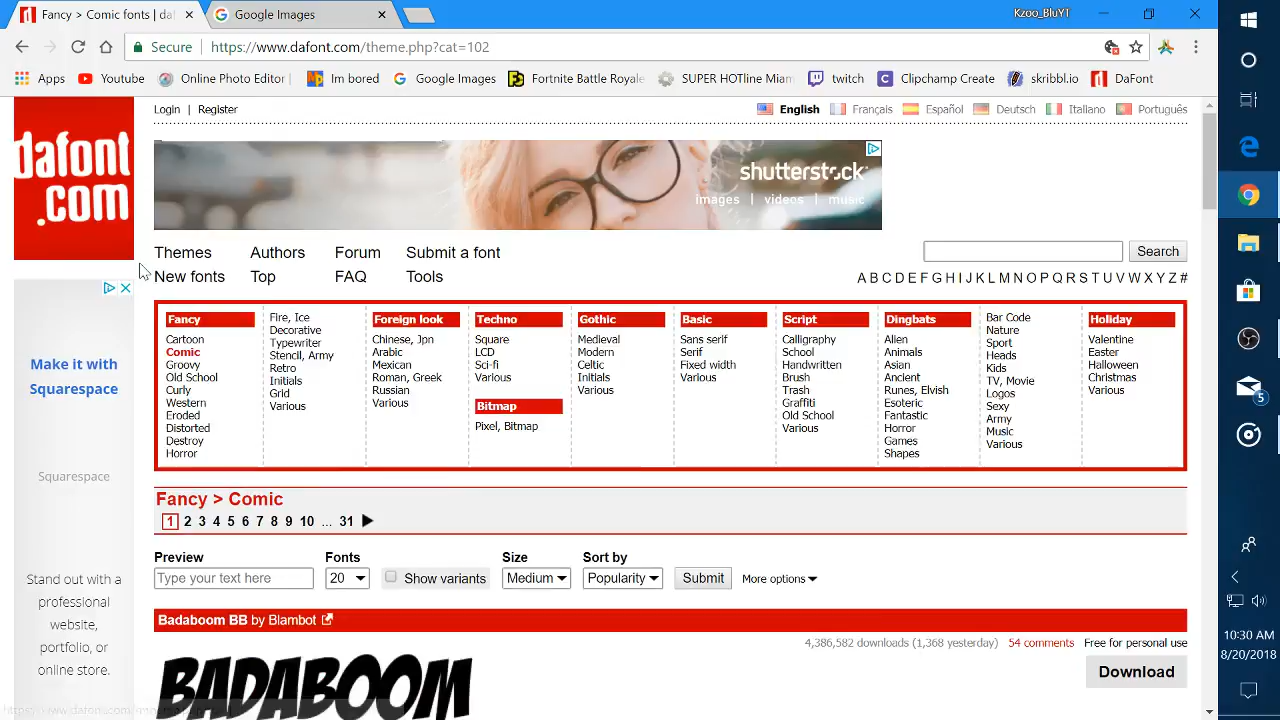 Fancy > Comic fonts | daf
Google Images
Kzoo_BluYT
Secure
https://www.dafont.com/theme.php?cat=102
Apps Youtube Online Photo Editor Im bored Google Images Fortnite Battle Royale SUPERHOTline Miam twitch Clipchamp Create skribbl.io DaFont
dafont
.com
Login | Register
English Français Español Deutsch Italiano Português
shutterstock
images | videos | music
Themes Authors Forum Submit a font
New fonts Top FAQ Tools
Search
A B C D E F G H I J K L M N O P Q R S T U V W X Y Z #
Fancy
Cartoon
Comic
Groovy
Old School
Curly
Western
Eroded
Distorted
Destroy
Horror
Fire, Ice
Decorative
Typewriter
Stencil, Army
Retro
Initials
Grid
Various
Foreign look
Chinese, Jpn
Arabic
Mexican
Roman, Greek
Russian
Various
Techno
Square
LCD
Sci-fi
Various
Bitmap
Pixel, Bitmap
Gothic
Medieval
Modern
Celtic
Initials
Various
Basic
Sans serif
Serif
Fixed width
Various
Script
Calligraphy
School
Handwritten
Brush
Trash
Graffiti
Old School
Various
Dingbats
Alien
Animals
Asian
Ancient
Runes, Elvish
Esoteric
Fantastic
Horror
Games
Shapes
Bar Code
Nature
Sport
Heads
Kids
TV, Movie
Logos
Sexy
Army
Music
Various
Holiday
Valentine
Easter
Halloween
Christmas
Various
Make it with
Squarespace
Squarespace
Stand out with a
professional
website,
portfolio, or
online store.
Fancy > Comic
1 2 3 4 5 6 7 8 9 10 ... 31
Preview Fonts Size Sort by
Type your text here 20 Show variants Medium Popularity Submit More options
Badaboom BB by Blambot
4,386,582 downloads (1,368 yesterday) 54 comments Free for personal use
Download
BADABOOM
5
10:30 AM
8/20/2018